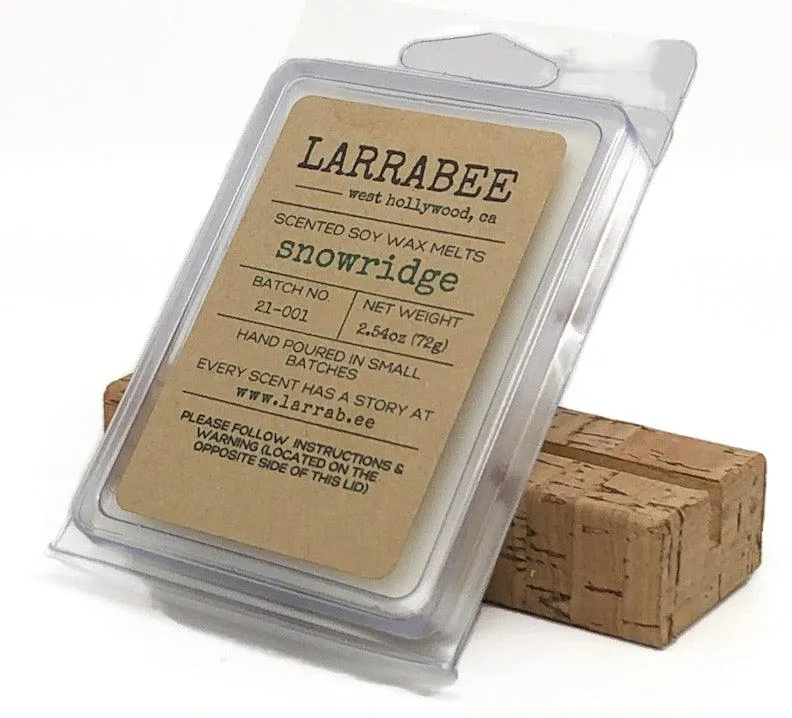 LARRABEE
west hollywood, ca
SCENTED SOY WAX MELTS
snowridge
BATCH NO
21-001
NET WEIGHT
2.54oz (72g)
HAND POURED IN SMALL
BATCHES
EVERY SCENT HAS A STORY AT
www.larrab.ee
PLEASE FOLLOW INSTRUCTIONS &
WARNING (LOCATED ON THE
OPPOSITE SIDE OF THIS LID)